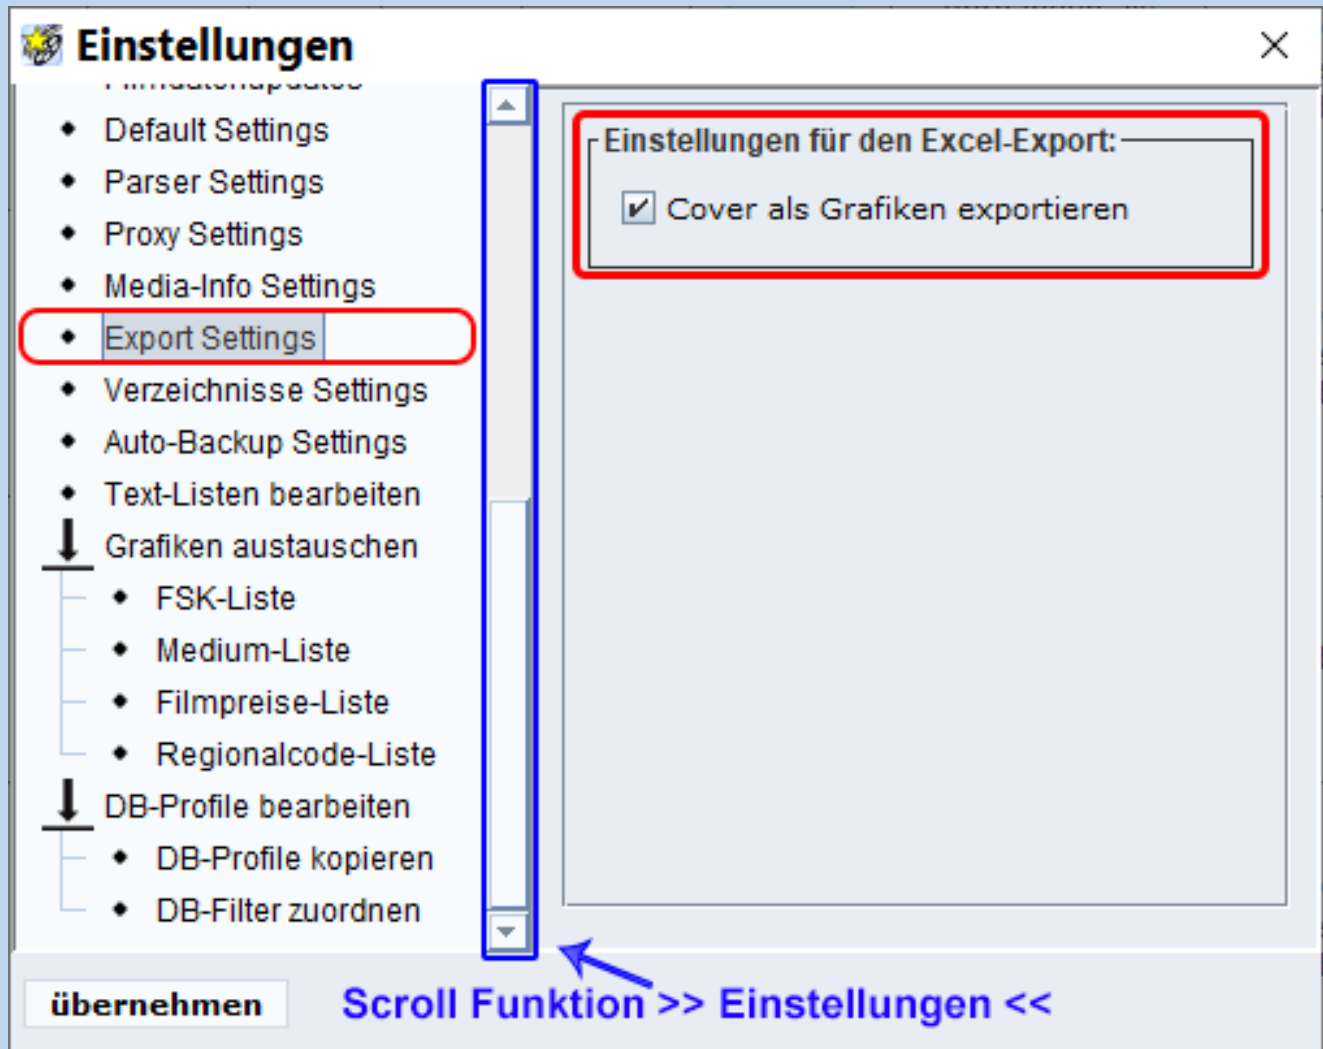 Einstellungen
Default Settings
Parser Settings
Proxy Settings
Media-Info Settings
Export Settings
Verzeichnisse Settings
Auto-Backup Settings
Text-Listen bearbeiten
Grafiken austauschen
FSK-Liste
Medium-Liste
Filmpreise-Liste
Regionalcode-Liste
DB-Profile bearbeiten
DB-Profile kopieren
DB-Filter zuordnen
Einstellungen für den Excel-Export:
Cover als Grafiken exportieren
übernehmen
Scroll Funktion >> Einstellungen <<